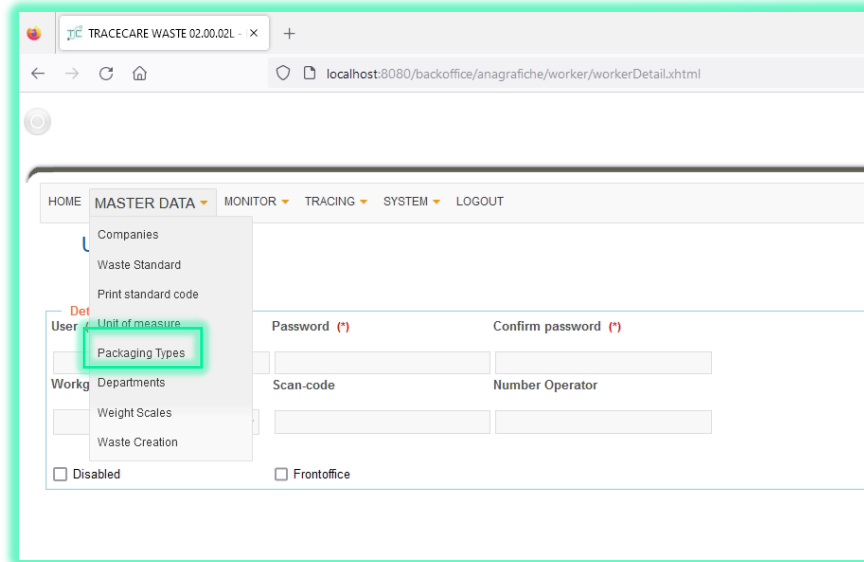 TRACECARE WASTE 02.00.02L -
localhost:8080/backoffice/anagrafiche/worker/workerDetail.xhtml
HOME MASTER DATA MONITOR TRACING SYSTEM LOGOUT
Companies
Waste Standard
Print standard code
Unit of measure
Packaging Types
Departments
Weight Scales
Waste Creation
User Password (*) Confirm password (*)
Scan-code Number Operator
Disabled Frontoffice